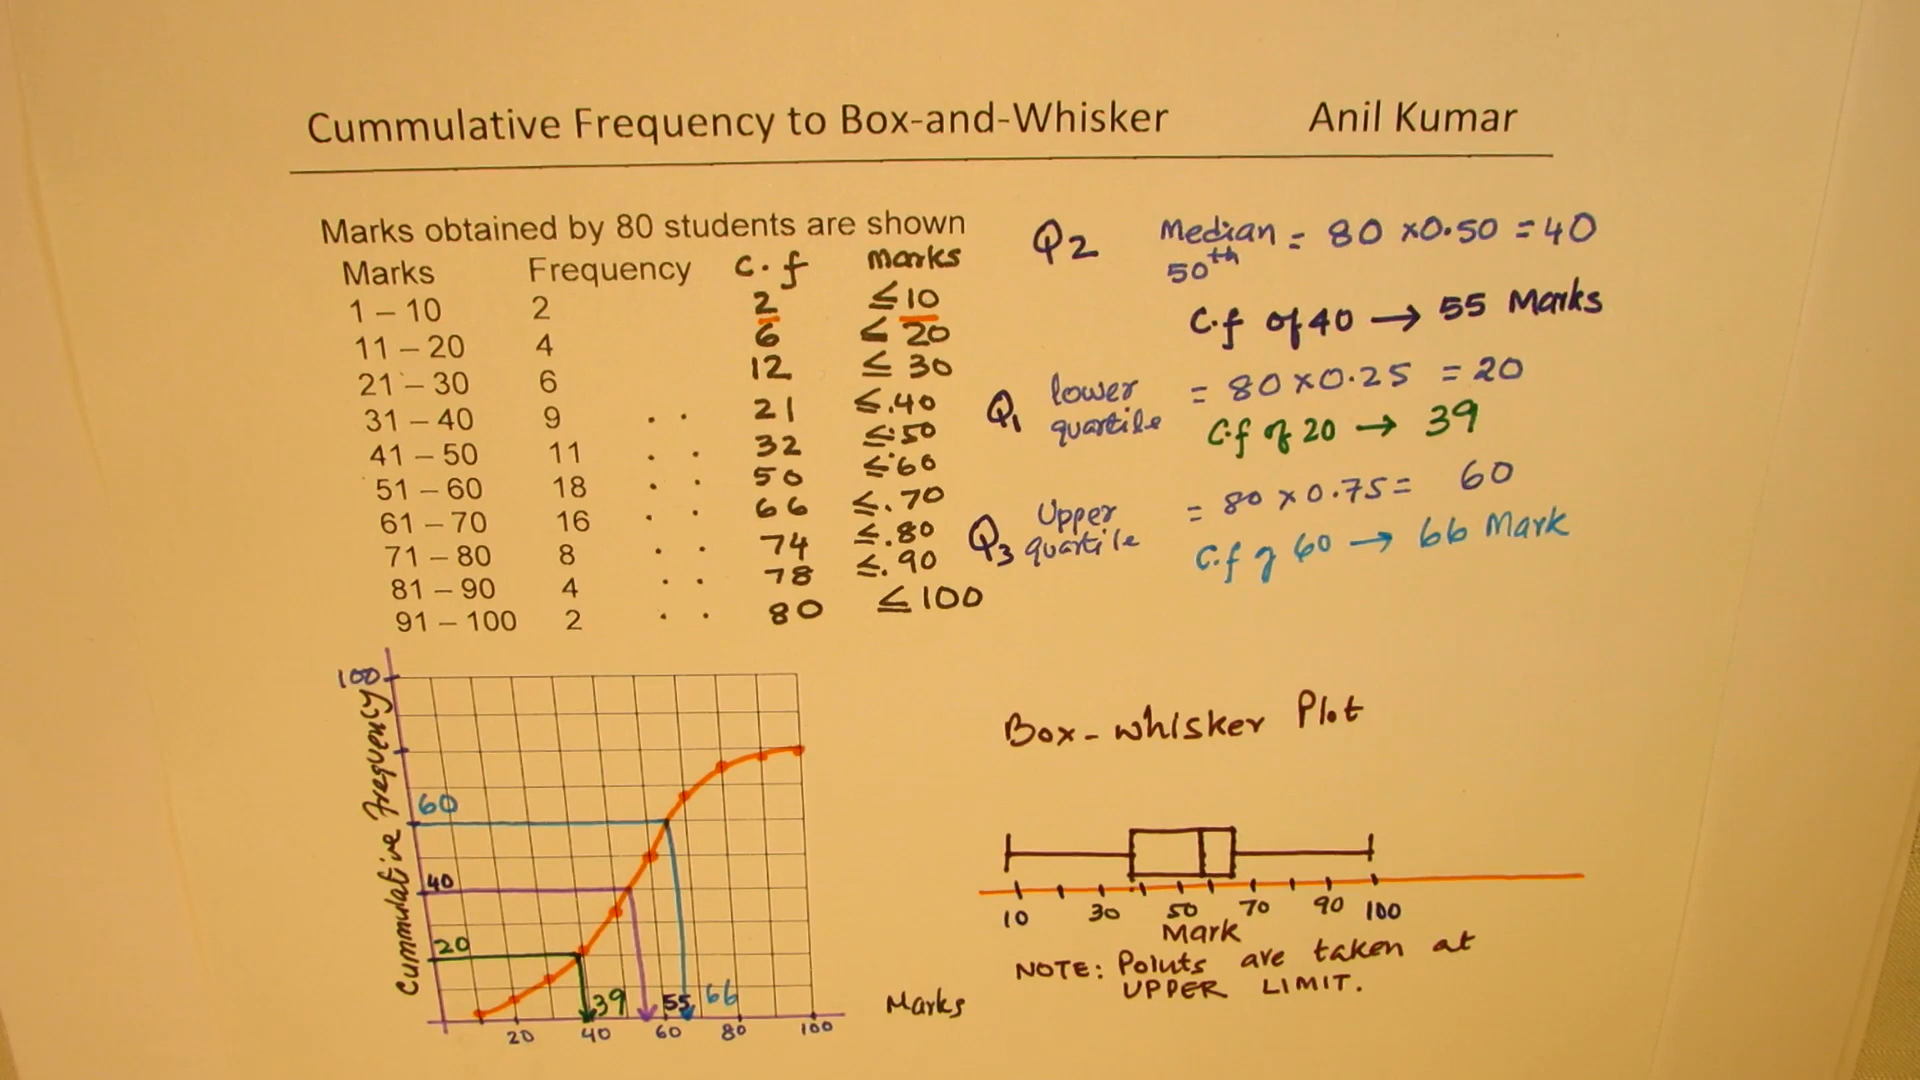 Cummulative Frequency to Box-and-Whisker Anil Kumar
Marks obtained by 80 students are shown
Marks Frequency c.f marks
1 – 10 2 2 ≤10
11 – 20 4 6 ≤ 20
21 – 30 6 12 ≤ 30
31 – 40 9 .. 21 ≤.40
41 – 50 11 .. 32 ≤.50
51 – 60 18 .. 50 ≤.60
61 – 70 16 .. 66 ≤.70
71 – 80 8 .. 74 ≤.80
81 – 90 4 .. 78 ≤.90
91 – 100 2 .. 80 ≤100
Q2 Median = 80 ×0.50 = 40
50th
C.f of 40 → 55 Marks
Q1 lower quartile = 80×0.25 = 20
C.f of 20 → 39
Q3 Upper quartile = 80 × 0.75 = 60
C.f of 60 → 66 Mark
100
Cummulative Frequency
60
40
20
39 55 66
20 40 60 80 100
Marks
Box-whisker Plot
10 30 50 70 90 100
Mark
NOTE: Points are taken at
UPPER LIMIT.